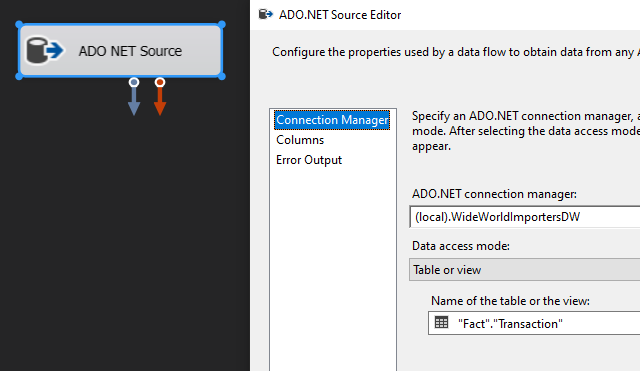 ADO NET Source
ADO.NET Source Editor
Configure the properties used by a data flow to obtain data from any
Connection Manager
Columns
Error Output
Specify an ADO.NET connection manager, a
mode. After selecting the data access mode
appear.
ADO.NET connection manager:
(local).WideWorldImportersDW
Data access mode:
Table or view
Name of the table or the view:
"Fact"."Transaction"